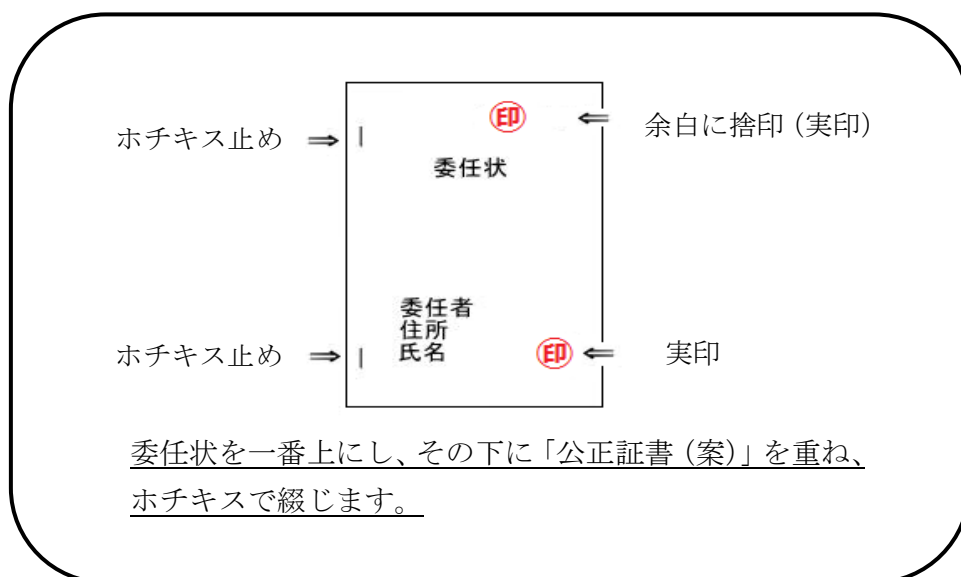 ホチキス止め ⇒ 印 ⇐ 余白に捨印(実印)
委任状
委任者
住所
ホチキス止め ⇒ 氏名 印 ⇐ 実印
委任状を一番上にし、その下に「公正証書(案)」を重ね、
ホチキスで綴じます。